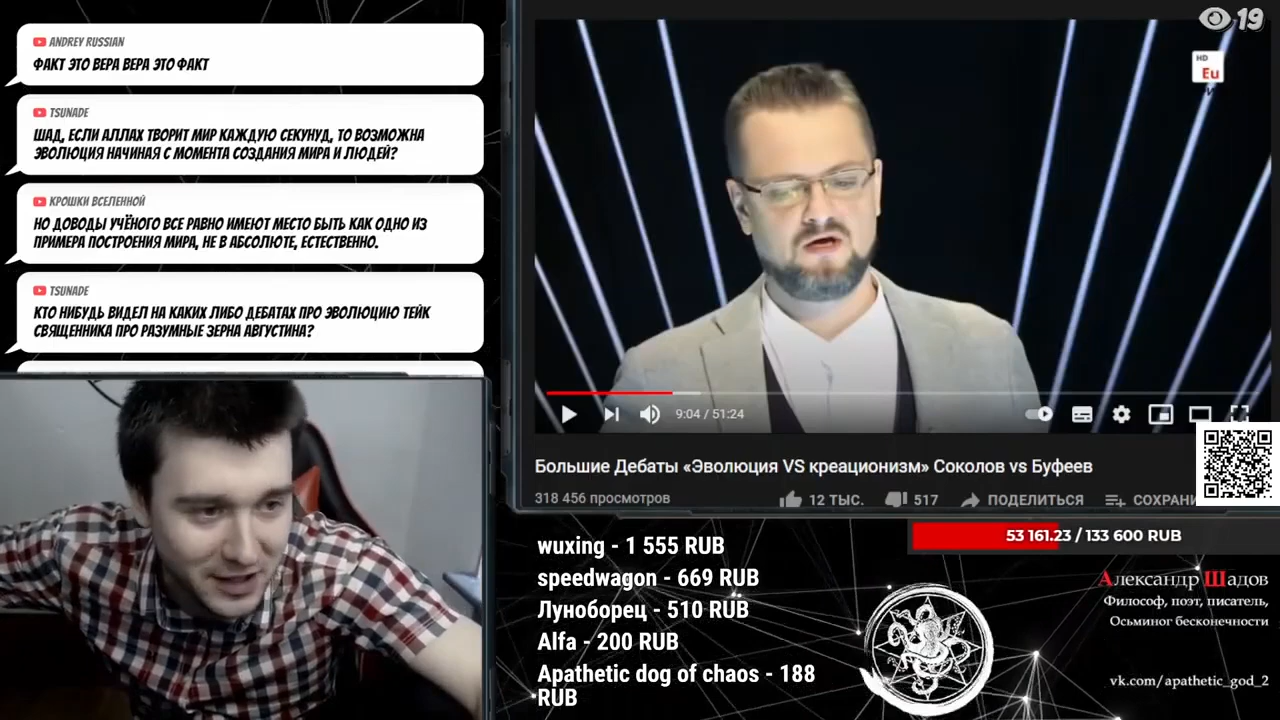 ANDREY RUSSIAN
ФАКТ ЭТО ВЕРА ВЕРА ЭТО ФАКТ
TSUNADE
ШАД, ЕСЛИ АЛЛАХ ТВОРИТ МИР КАЖДУЮ СЕКУНУД, ТО ВОЗМОЖНА
ЭВОЛЮЦИЯ НАЧИНАЯ С МОМЕНТА СОЗДАНИЯ МИРА И ЛЮДЕЙ?
КРОШКИ ВСЕЛЕННОЙ
НО ДОВОДЫ УЧЁНОГО ВСЕ РАВНО ИМЕЮТ МЕСТО БЫТЬ КАК ОДНО ИЗ
ПРИМЕРА ПОСТРОЕНИЯ МИРА, НЕ В АБСОЛЮТЕ, ЕСТЕСТВЕННО.
TSUNADE
КТО НИБУДЬ ВИДЕЛ НА КАКИХ ЛИБО ДЕБАТАХ ПРО ЭВОЛЮЦИЮ ТЕЙК
СВЯЩЕННИКА ПРО РАЗУМНЫЕ ЗЕРНА АВГУСТИНА?
19
HD
Eu
9:04 / 51:24
Большие Дебаты «Эволюция VS креационизм» Соколов vs Буфеев
318 456 просмотров
12 ТЫС.
517
ПОДЕЛИТЬСЯ
СОХРАНИ
53 161.23 / 133 600 RUB
wuxing - 1 555 RUB
speedwagon - 669 RUB
Луноборец - 510 RUB
Alfa - 200 RUB
Apathetic dog of chaos - 188
RUB
Александр Шадов
Философ, поэт, писатель,
Осьминог бесконечности
vk.com/apathetic_god_2